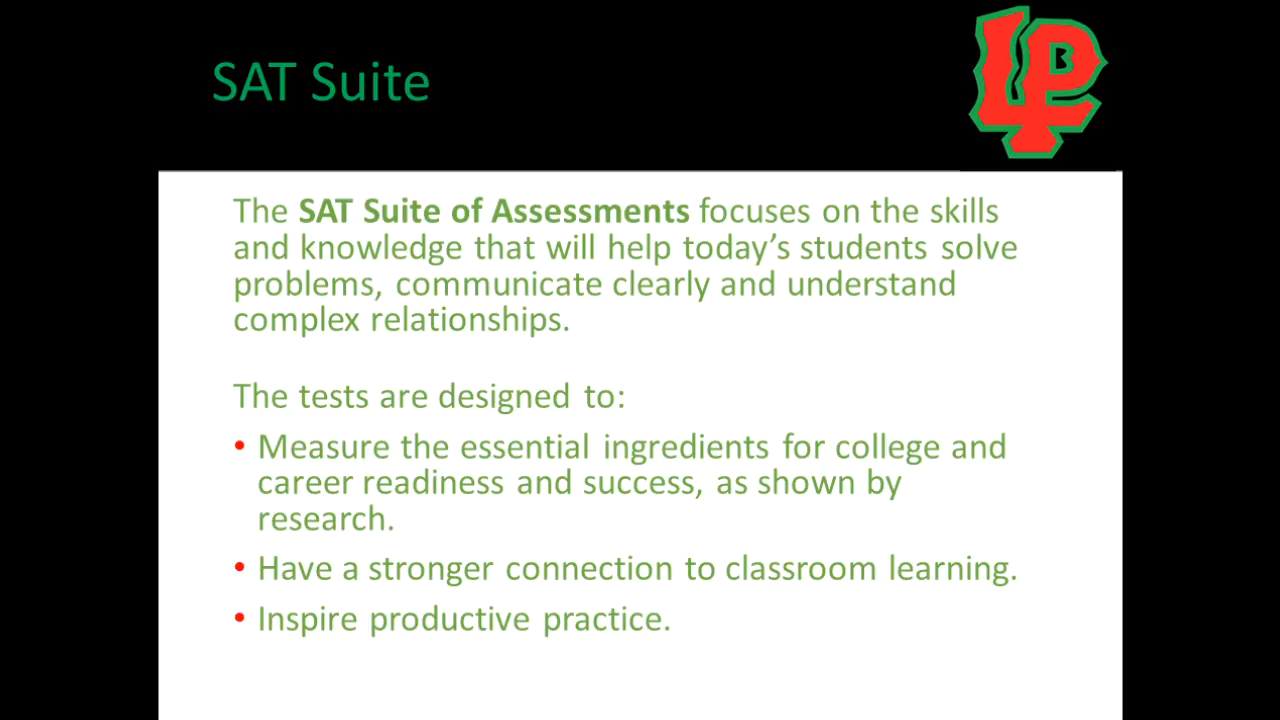 SAT Suite
LP
B
The SAT Suite of Assessments focuses on the skills
and knowledge that will help today’s students solve
problems, communicate clearly and understand
complex relationships.
The tests are designed to:
• Measure the essential ingredients for college and
career readiness and success, as shown by
research.
• Have a stronger connection to classroom learning.
• Inspire productive practice.